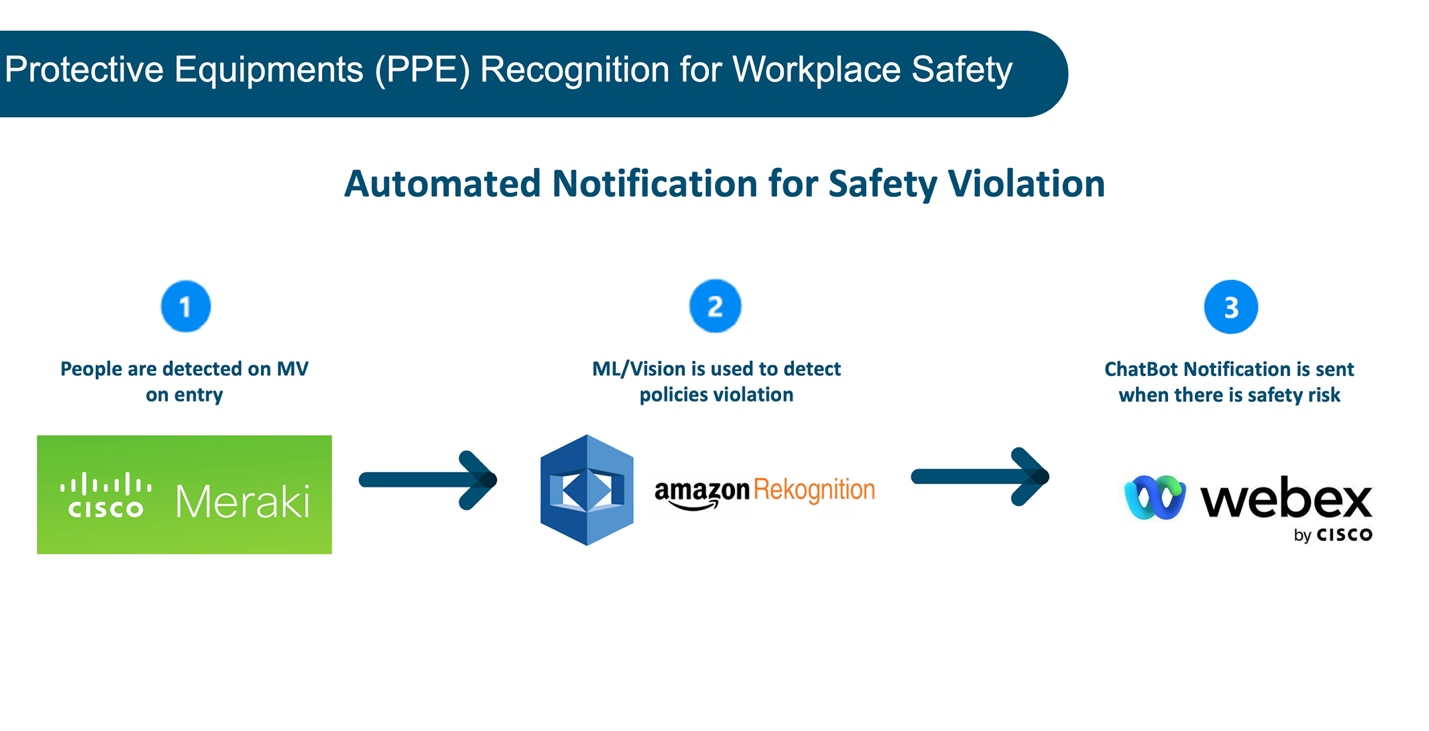 Protective Equipments (PPE) Recognition for Workplace Safety
Automated Notification for Safety Violation
1
People are detected on MV
on entry
CISCO Meraki
2
ML/Vision is used to detect
policies violation
amazon Rekognition
3
ChatBot Notification is sent
when there is safety risk
webex
by CISCO